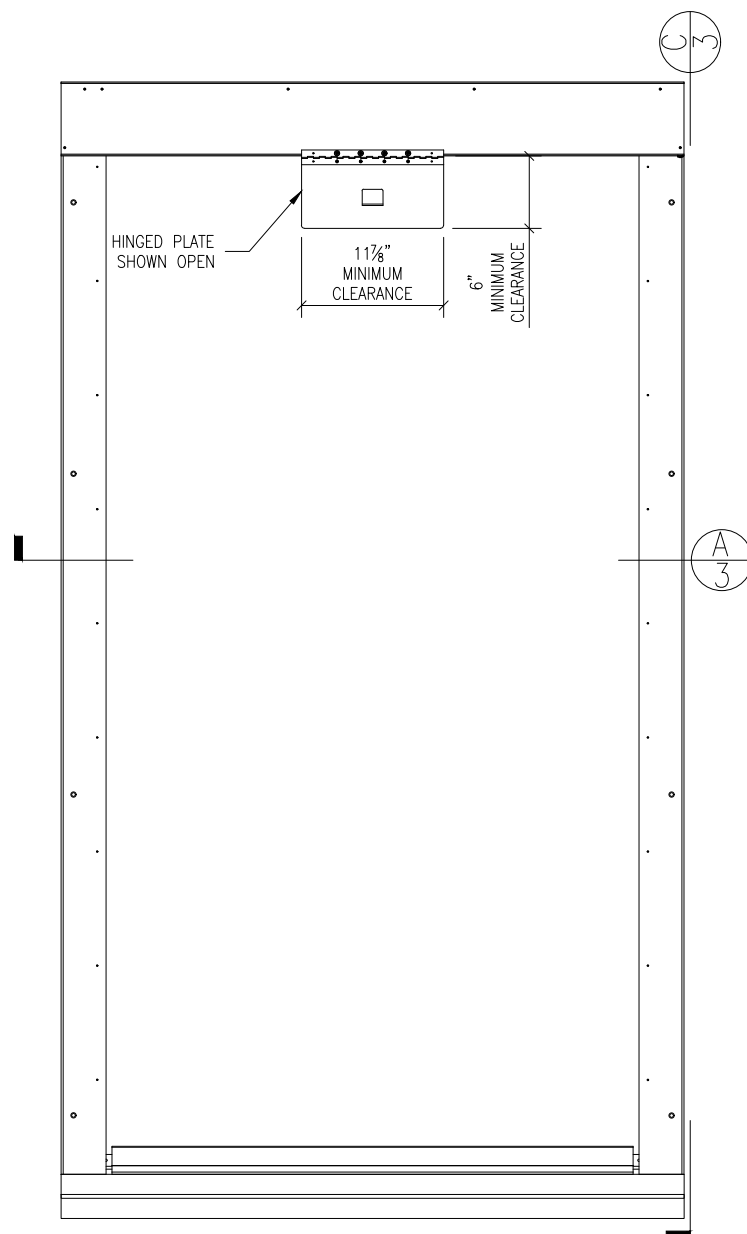 C
3
HINGED PLATE
SHOWN OPEN
11⅞"
MINIMUM
CLEARANCE
6"
MINIMUM
CLEARANCE
A
3